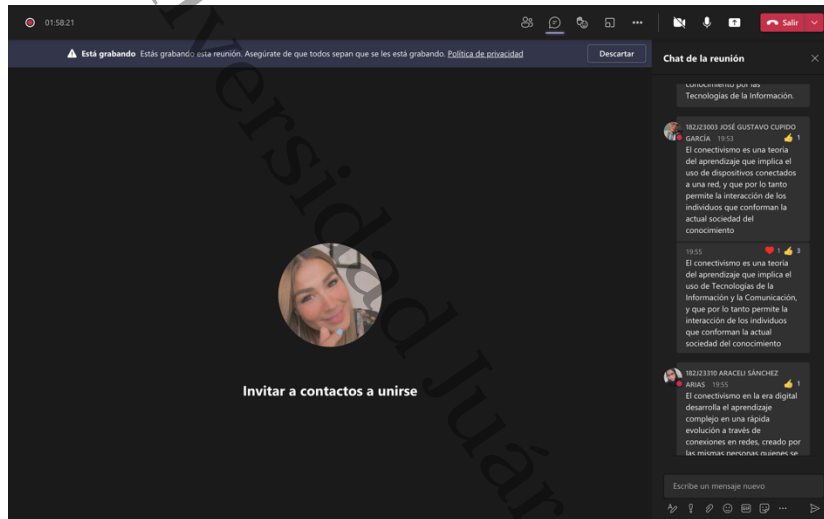 01:58:21
Salir
Está grabando Estás grabando esta reunión. Asegúrate de que todos sepan que se les está grabando. Política de privacidad
Descartar
Invitar a contactos a unirse
Chat de la reunión
conocimiento por las
Tecnologías de la Información.
182J23003 JOSÉ GUSTAVO CUPIDO
GARCÍA 19:53
1
El conectivismo es una teoría
del aprendizaje que implica el
uso de dispositivos conectados
a una red, y que por lo tanto
permite la interacción de los
individuos que conforman la
actual sociedad del
conocimiento
19:55
1 3
El conectivismo es una teoría
del aprendizaje que implica el
uso de Tecnologías de la
Información y la Comunicación,
y que por lo tanto permite la
interacción de los individuos
que conforman la actual
sociedad del conocimiento
182J23310 ARACELI SÁNCHEZ
ARIAS 19:55
1
El conectivismo en la era digital
desarrolla el aprendizaje
complejo en una rápida
evolución a través de
conexiones en redes, creado por
las mismas personas quienes se
Escribe un mensaje nuevo
GIF
versidad Juár